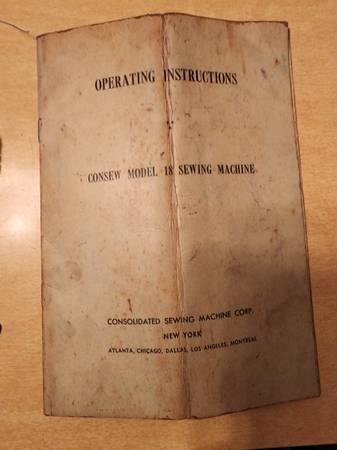 OPERATING INSTRUCTIONS
CONSEW MODEL 18 SEWING MACHINE
CONSOLIDATED SEWING MACHINE CORP.
NEW YORK
ATLANTA, CHICAGO, DALLAS, LOS ANGELES, MONTREAL